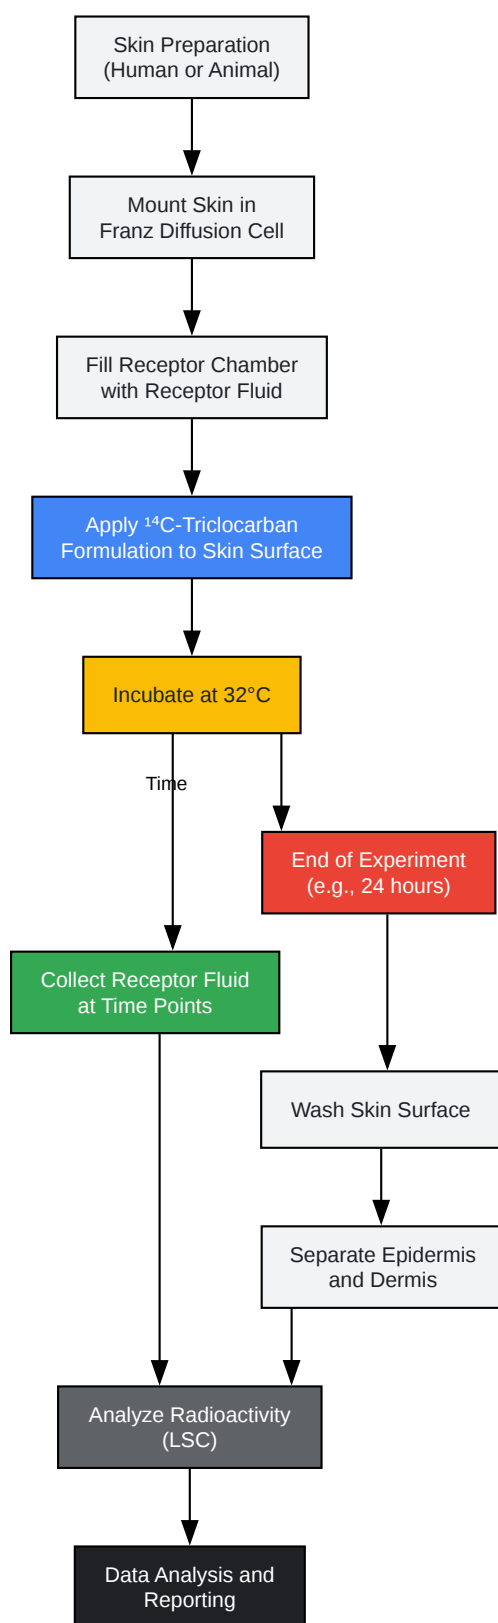 Skin Preparation
(Human or Animal)
Mount Skin in
Franz Diffusion Cell
Fill Receptor Chamber
with Receptor Fluid
Apply ¹⁴C-Triclocarban
Formulation to Skin Surface
Incubate at 32°C
Time
End of Experiment
(e.g., 24 hours)
Collect Receptor Fluid
at Time Points
Wash Skin Surface
Separate Epidermis
and Dermis
Analyze Radioactivity
(LSC)
Data Analysis and
Reporting